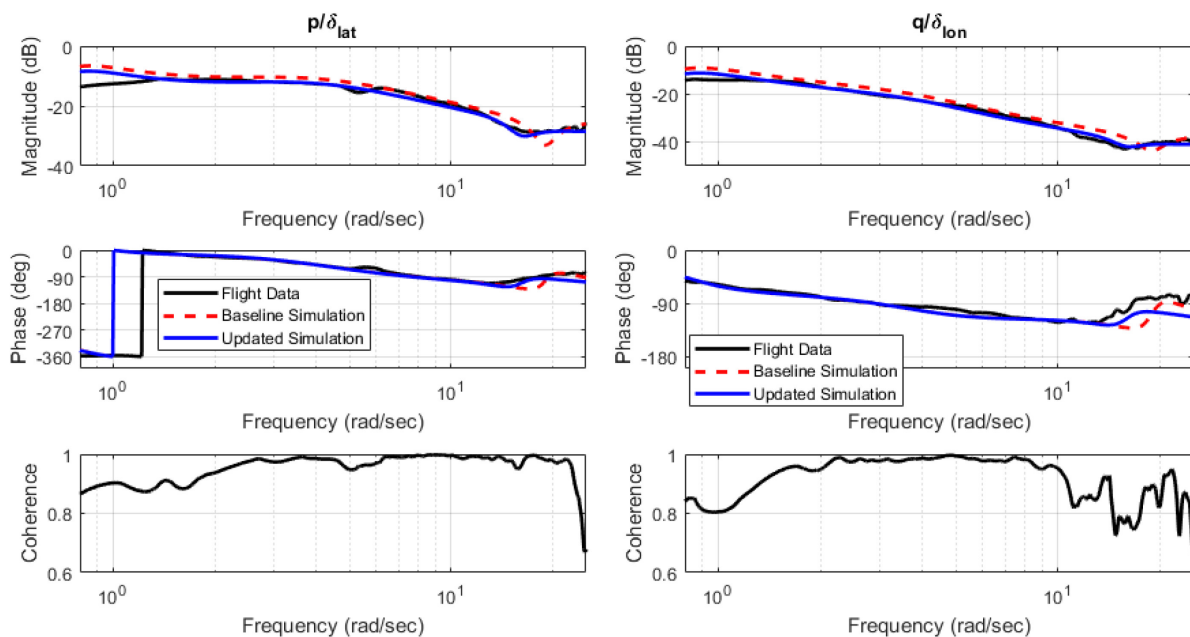 p/δlat
0
-20
-40
Magnitude (dB)
10^0
10^1
Frequency (rad/sec)
q/δlon
0
-20
-40
Magnitude (dB)
10^0
10^1
Frequency (rad/sec)
0
-90
-180
-270
-360
Phase (deg)
Flight Data
Baseline Simulation
Updated Simulation
10^0
10^1
Frequency (rad/sec)
0
-90
-180
Phase (deg)
Flight Data
Baseline Simulation
Updated Simulation
10^0
10^1
Frequency (rad/sec)
1
0.8
0.6
Coherence
10^0
10^1
Frequency (rad/sec)
1
0.8
0.6
Coherence
10^0
10^1
Frequency (rad/sec)